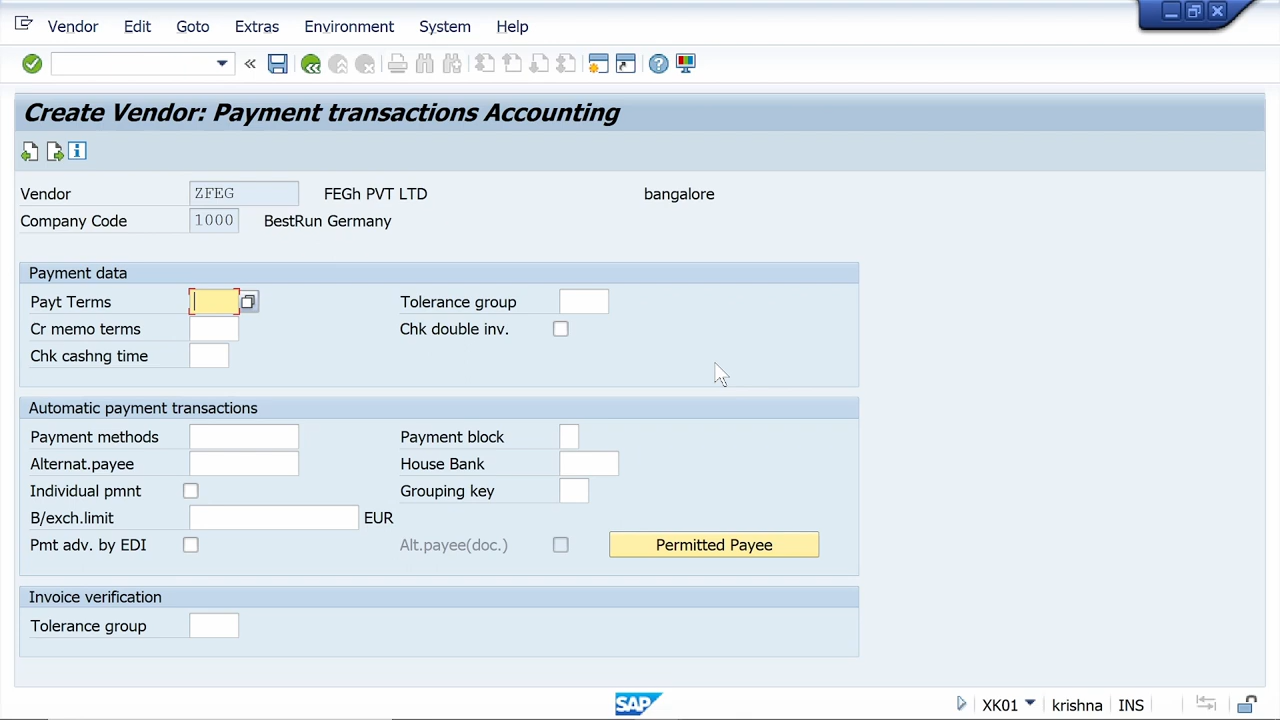 Vendor Edit Goto Extras Environment System Help
Create Vendor: Payment transactions Accounting
Vendor ZFEG FEGh PVT LTD bangalore
Company Code 1000 BestRun Germany
Payment data
Payt Terms Tolerance group
Cr memo terms Chk double inv.
Chk cashng time
Automatic payment transactions
Payment methods Payment block
Alternat.payee House Bank
Individual pmnt Grouping key
B/exch.limit EUR
Pmt adv. by EDI Alt.payee(doc.) Permitted Payee
Invoice verification
Tolerance group
SAP XK01 krishna INS